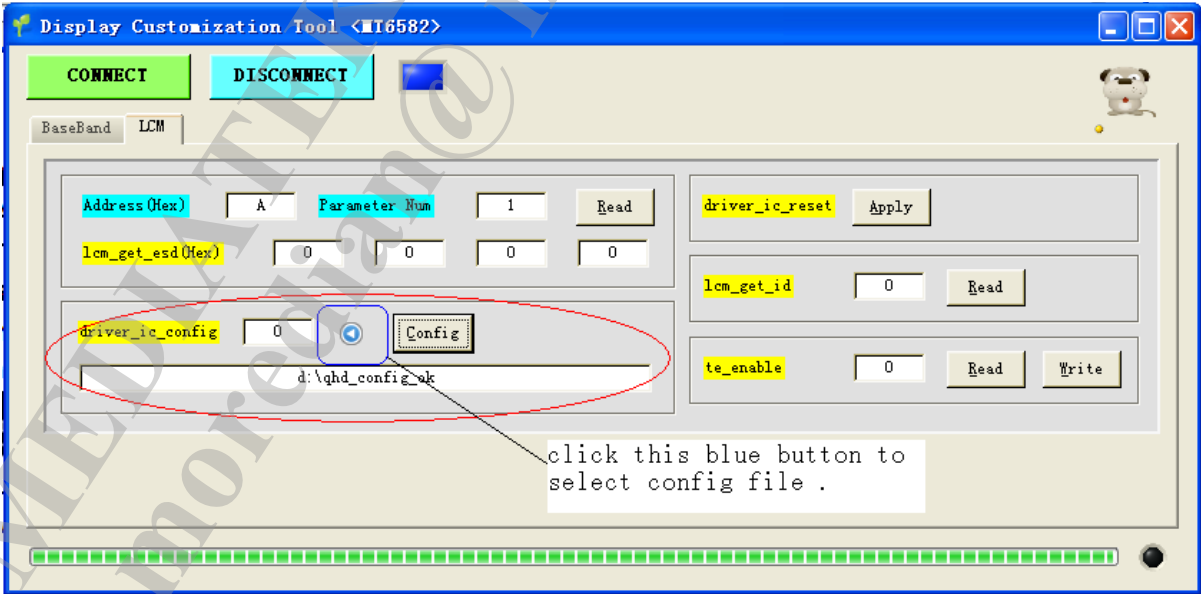 Display Customization Tool <MT6582>
CONNECT DISCONNECT
BaseBand LCM
Address(Hex) A Parameter Num 1 Read
lcm_get_esd(Hex) 0 0 0 0
driver_ic_config 0 Config
d:\qhd_config_ok
driver_ic_reset Apply
lcm_get_id 0 Read
te_enable 0 Read Write
click this blue button to
select config file .
MEDIATEK
moredian@